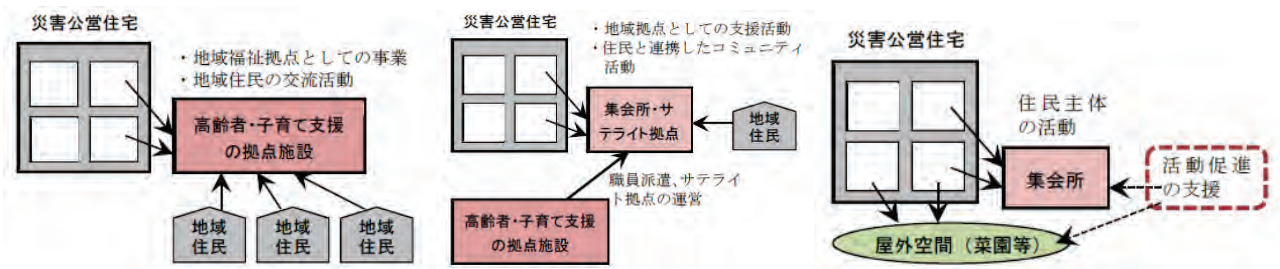 災害公営住宅
・地域福祉拠点としての事業
・地域住民の交流活動
高齢者・子育て支援
の拠点施設
地域
住民
地域
住民
地域
住民
災害公営住宅
・地域拠点としての支援活動
・住民と連携したコミュニティ
活動
集会所・サ
テライト拠点
地域
住民
職員派遣、サテライ
ト拠点の運営
高齢者・子育て支援
の拠点施設
災害公営住宅
住民主体
の活動
集会所
活動促進
の支援
屋外空間（菜園等）